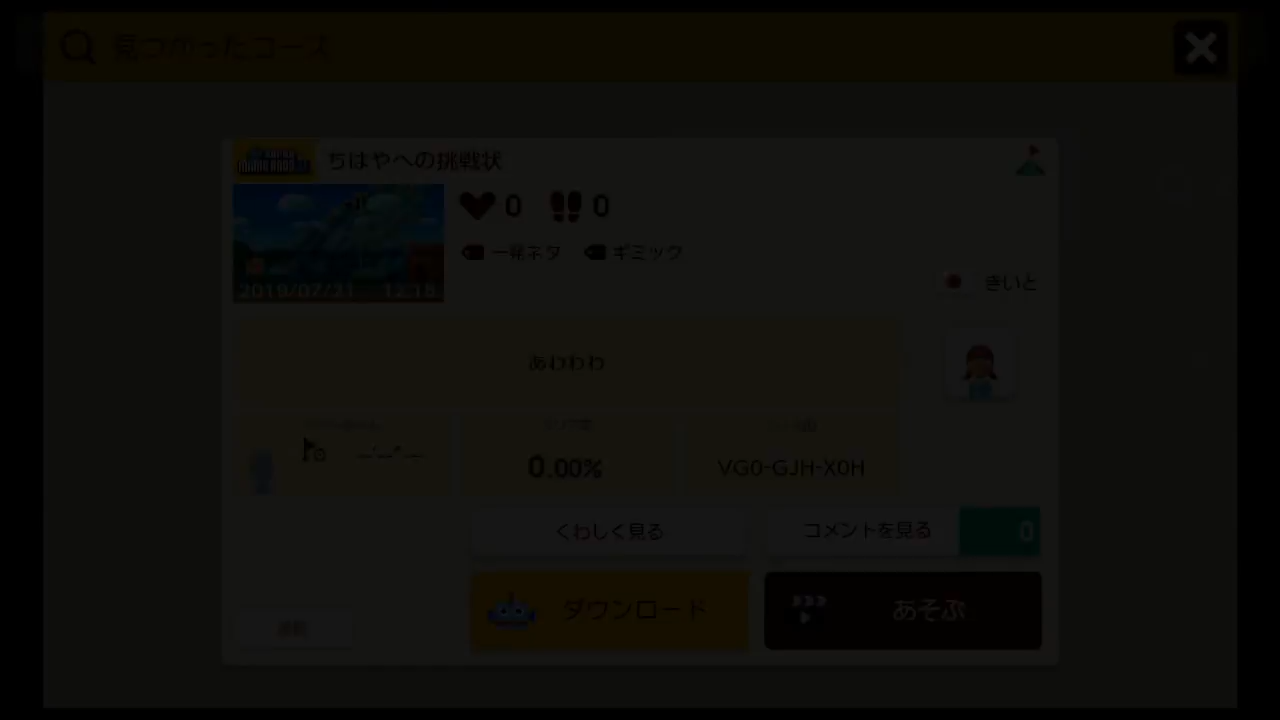 見つかったコース
ちはやへの挑戦状
0 0
一発ネタ ギミック
2019/07/21 12:15
きいと
あわわわ
0.00%
VG0-GJH-X0H
くわしく見る
コメントを見る 0
ダウンロード
あそぶ